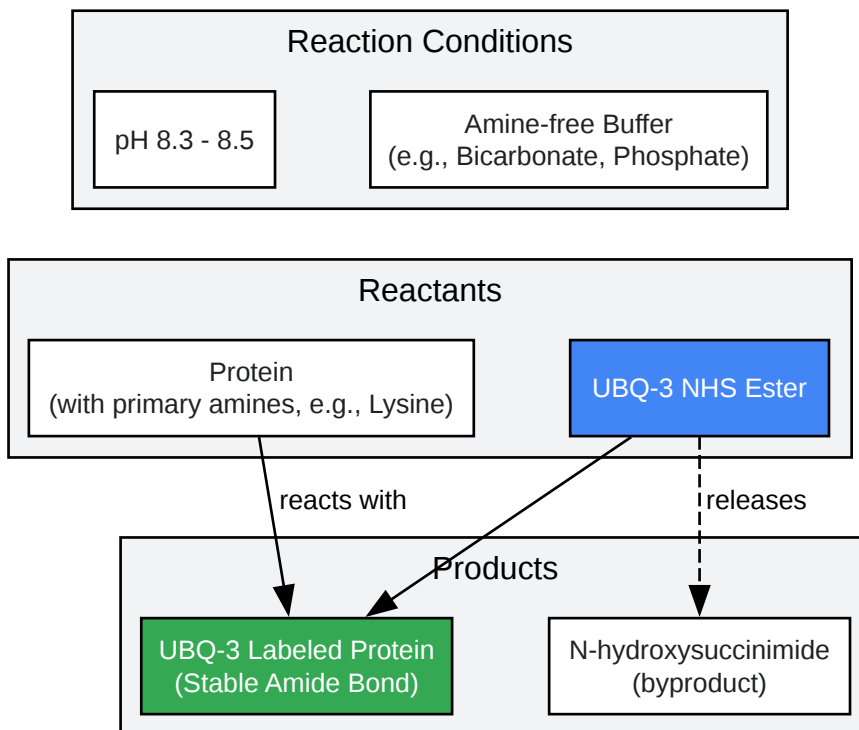 Reaction Conditions
pH 8.3 - 8.5
Amine-free Buffer
(e.g., Bicarbonate, Phosphate)
Reactants
Protein
(with primary amines, e.g., Lysine)
UBQ-3 NHS Ester
reacts with
releases
Products
UBQ-3 Labeled Protein
(Stable Amide Bond)
N-hydroxysuccinimide
(byproduct)